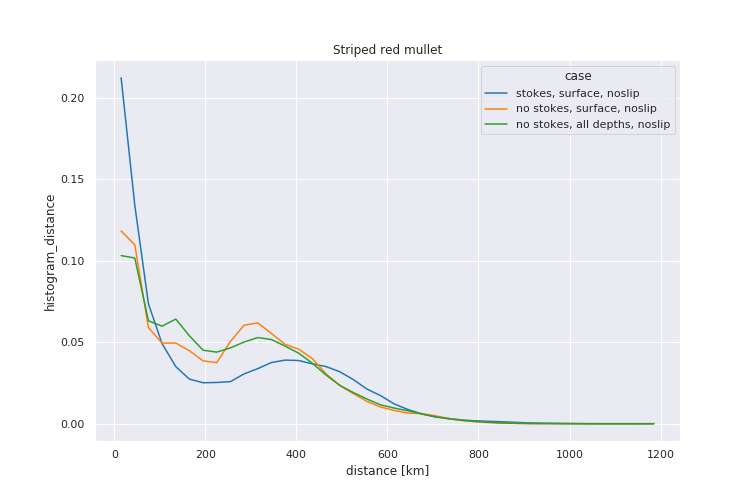 Striped red mullet
case
stokes, surface, noslip
no stokes, surface, noslip
no stokes, all depths, noslip
histogram_distance
0.20
0.15
0.10
0.05
0.00
0
200
400
600
800
1000
1200
distance [km]